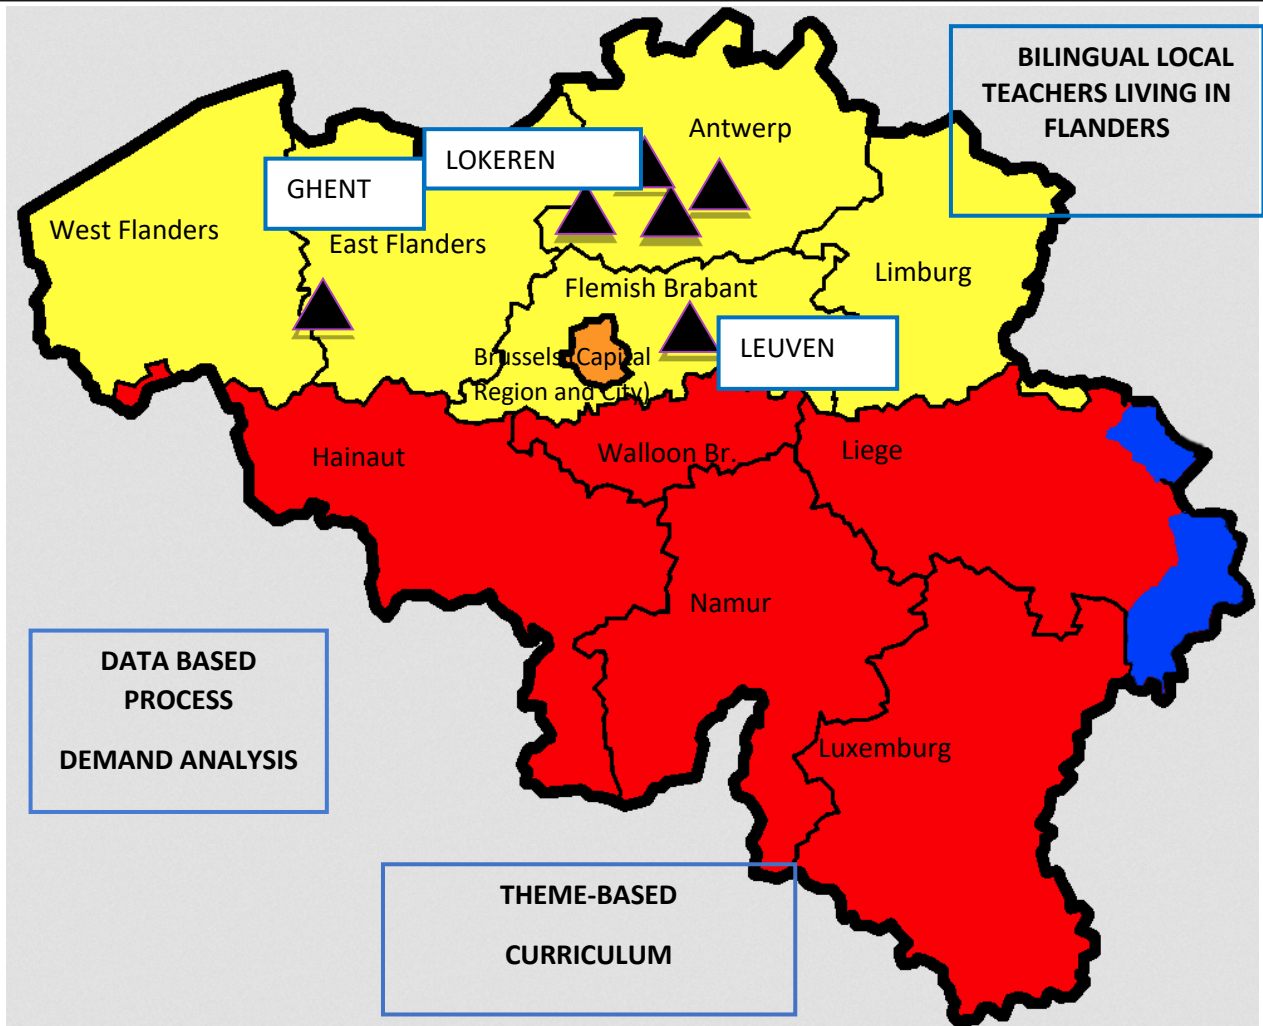 BILINGUAL LOCAL
TEACHERS LIVING IN
FLANDERS
Antwerp
LOKEREN
GHENT
West Flanders
East Flanders
Limburg
Flemish Brabant
LEUVEN
Brussels (Capital
Region and City)
Hainaut
Walloon Br.
Liege
Namur
DATA BASED
PROCESS
DEMAND ANALYSIS
Luxemburg
THEME-BASED
CURRICULUM